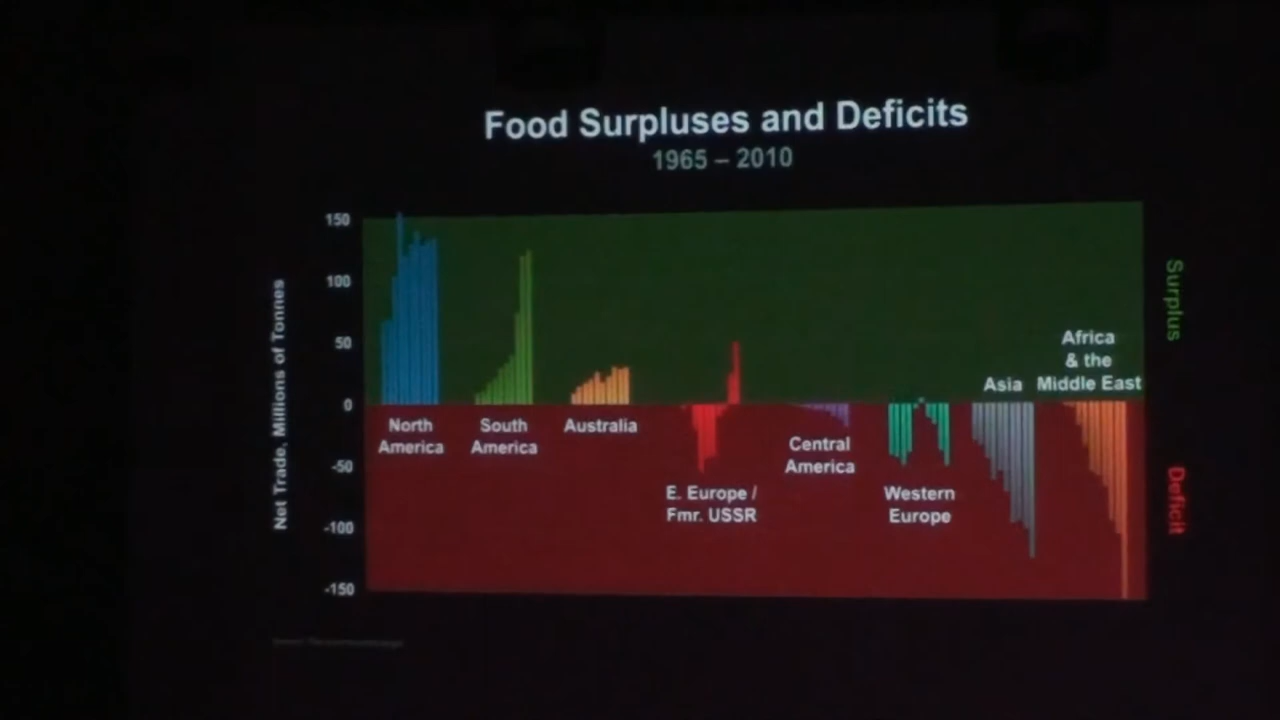 Food Surpluses and Deficits
1965 – 2010
Net Trade, Millions of Tonnes
150
100
50
0
-50
-100
-150
North
America
South
America
Australia
E. Europe /
Fmr. USSR
Central
America
Western
Europe
Asia
Africa
& the
Middle East
Surplus
Deficit